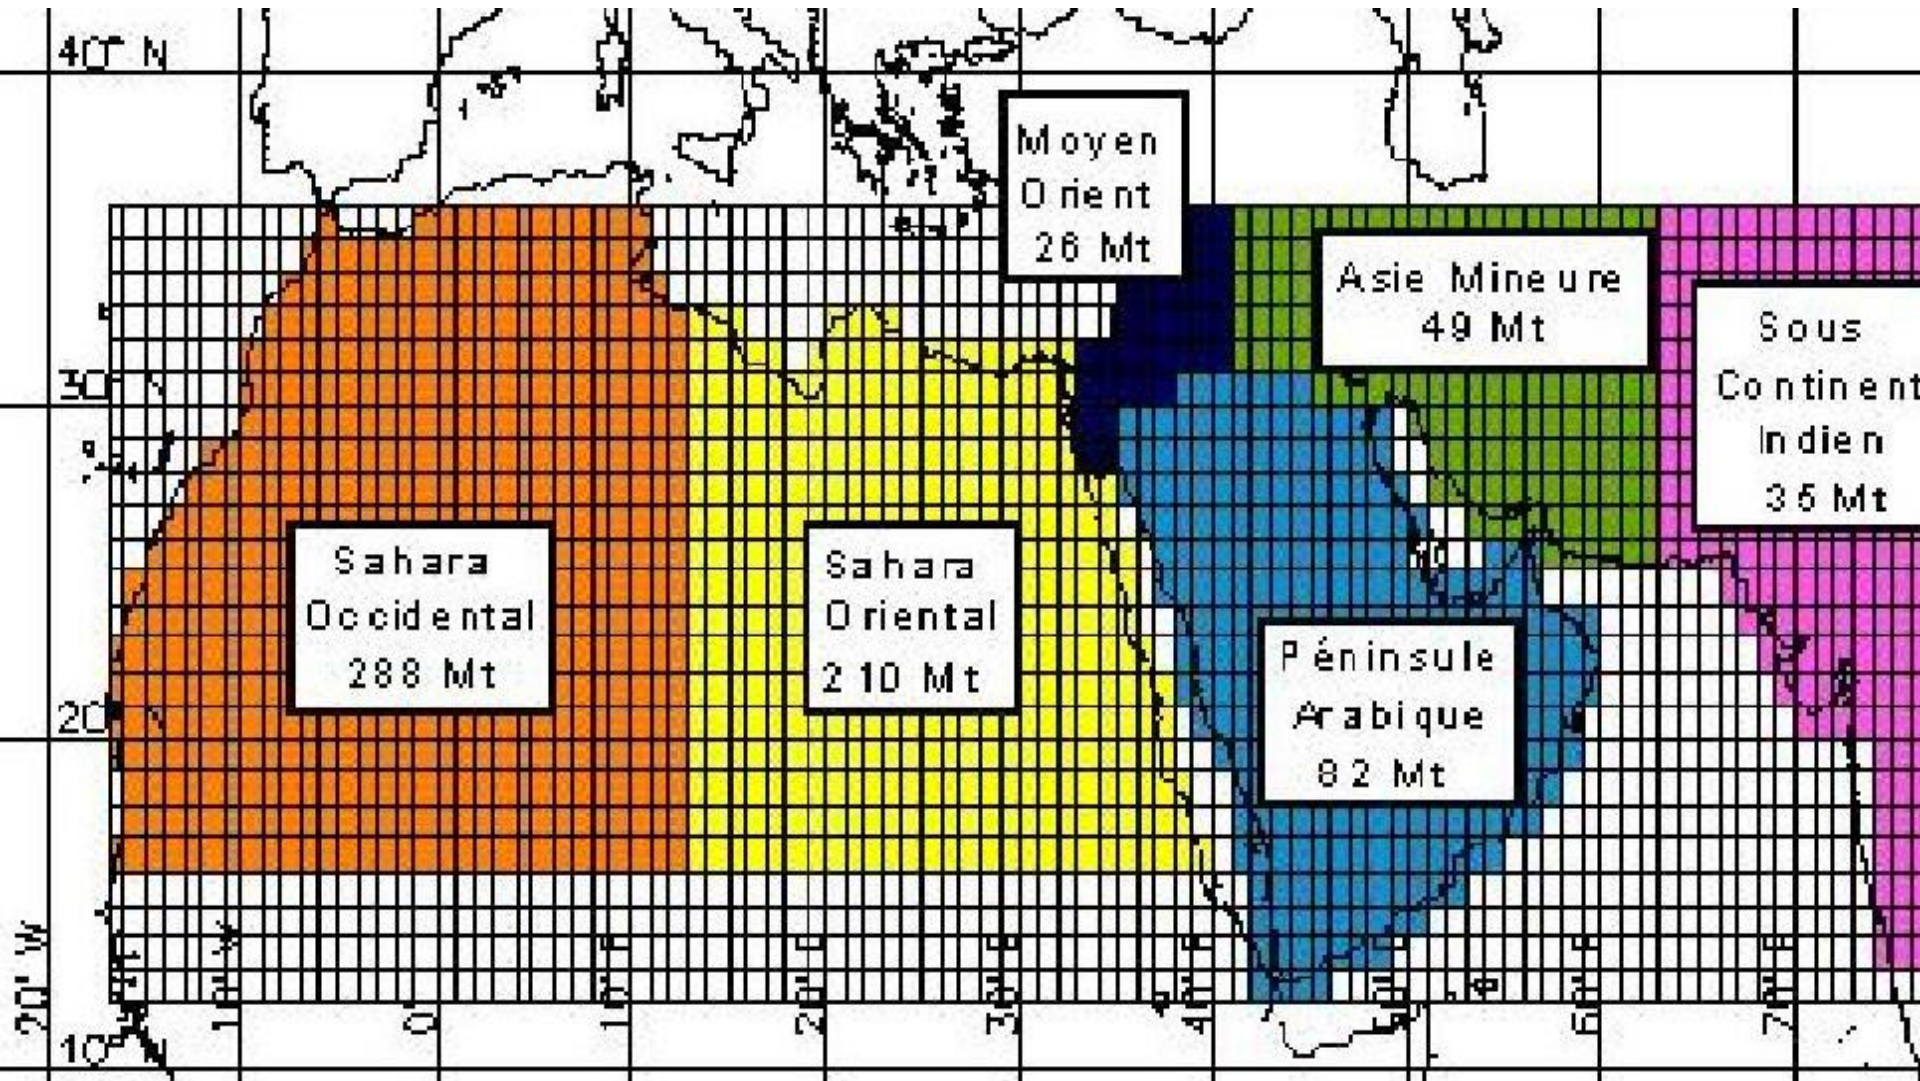 40° N
Moyen
Orient
26 Mt
Asie Mineure
49 Mt
Sous
Continent
Indien
35 Mt
30
Sahara
Occidental
288 Mt
Sahara
Oriental
210 Mt
Péninsule
Arabique
82 Mt
20
20° W
10°